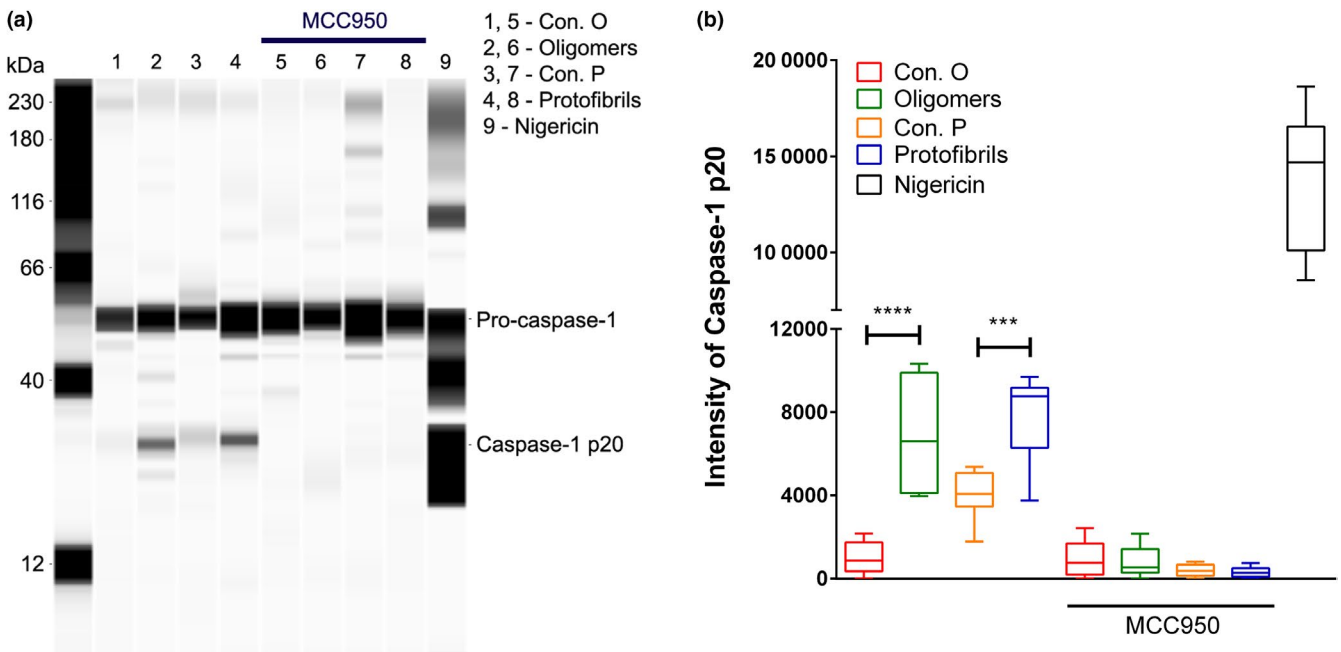 (a)
MCC950
1, 5 - Con. O
2, 6 - Oligomers
3, 7 - Con. P
4, 8 - Protofibrils
9 - Nigericin
kDa 1 2 3 4 5 6 7 8 9
230
180
116
66
Pro-caspase-1
40
Caspase-1 p20
12
(b)
Intensity of Caspase-1 p20
20 0000
15 0000
10 0000
12000
8000
4000
0
Con. O
Oligomers
Con. P
Protofibrils
Nigericin
****
***
MCC950